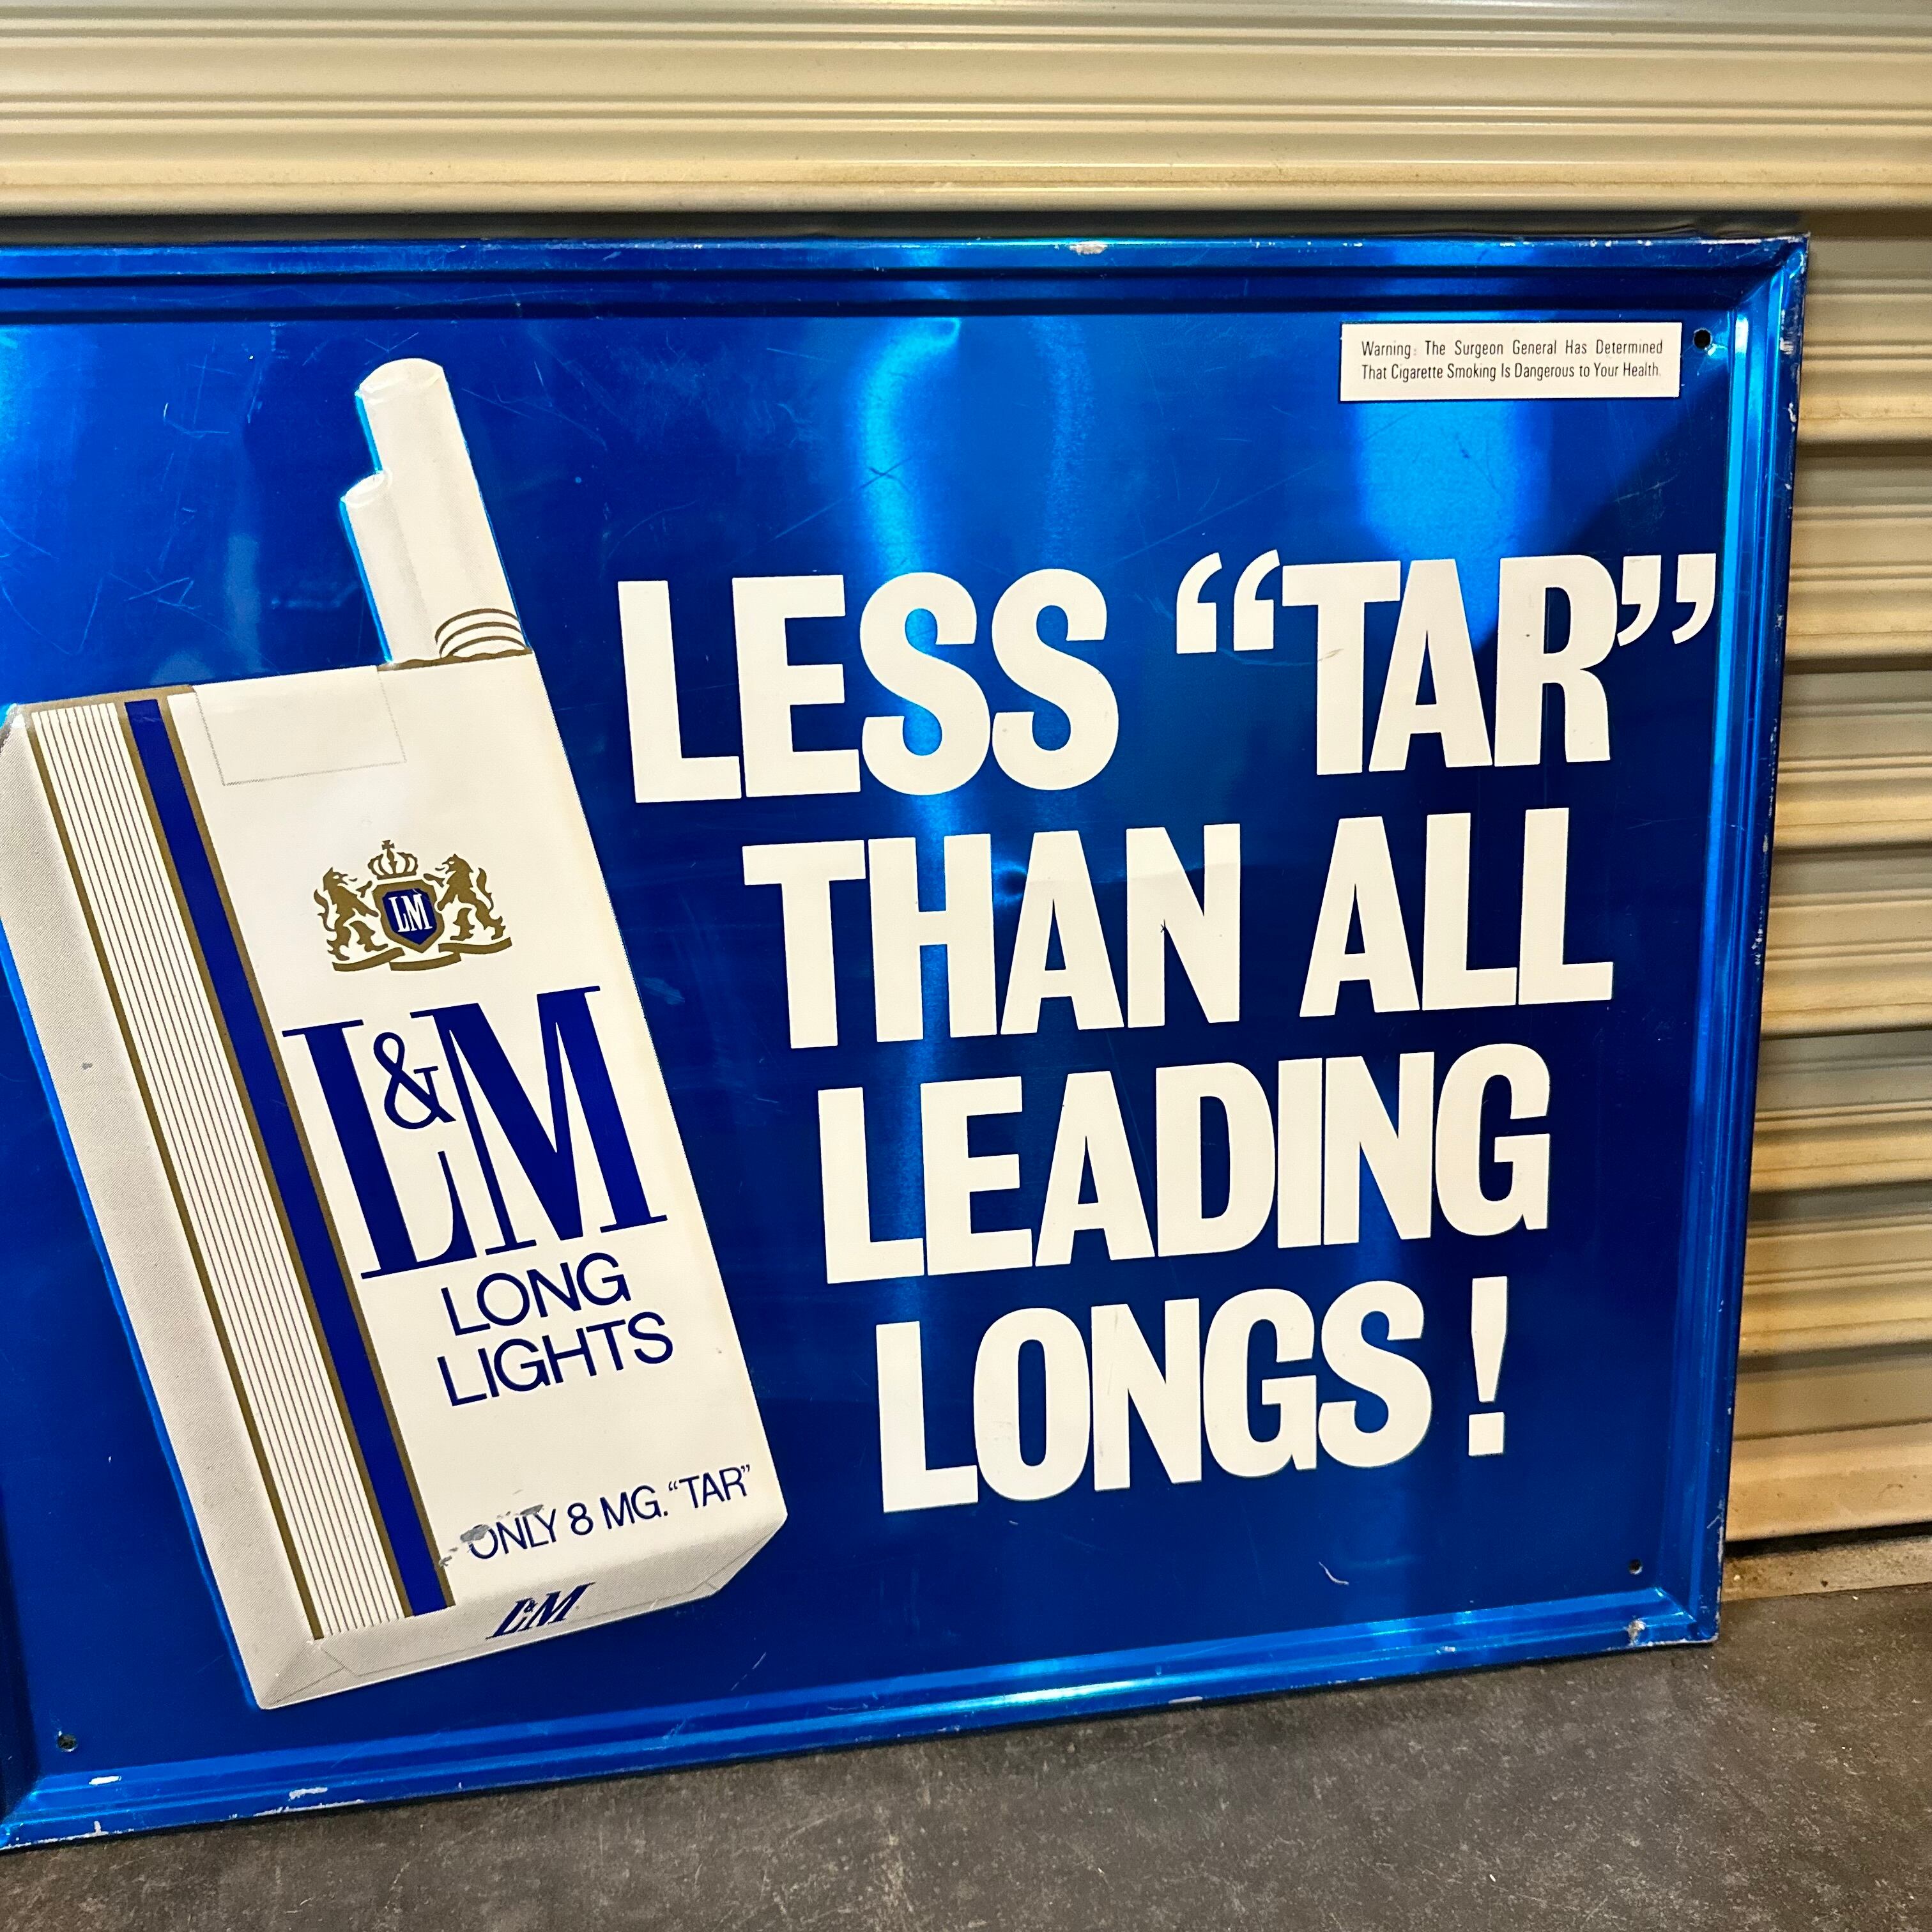 Warning: The Surgeon General Has Determined
That Cigarette Smoking Is Dangerous to Your Health.
LESS “TAR”
THAN ALL
LEADING
LONGS!
LM
L&M
LONG
LIGHTS
ONLY 8 MG. “TAR”
L&M